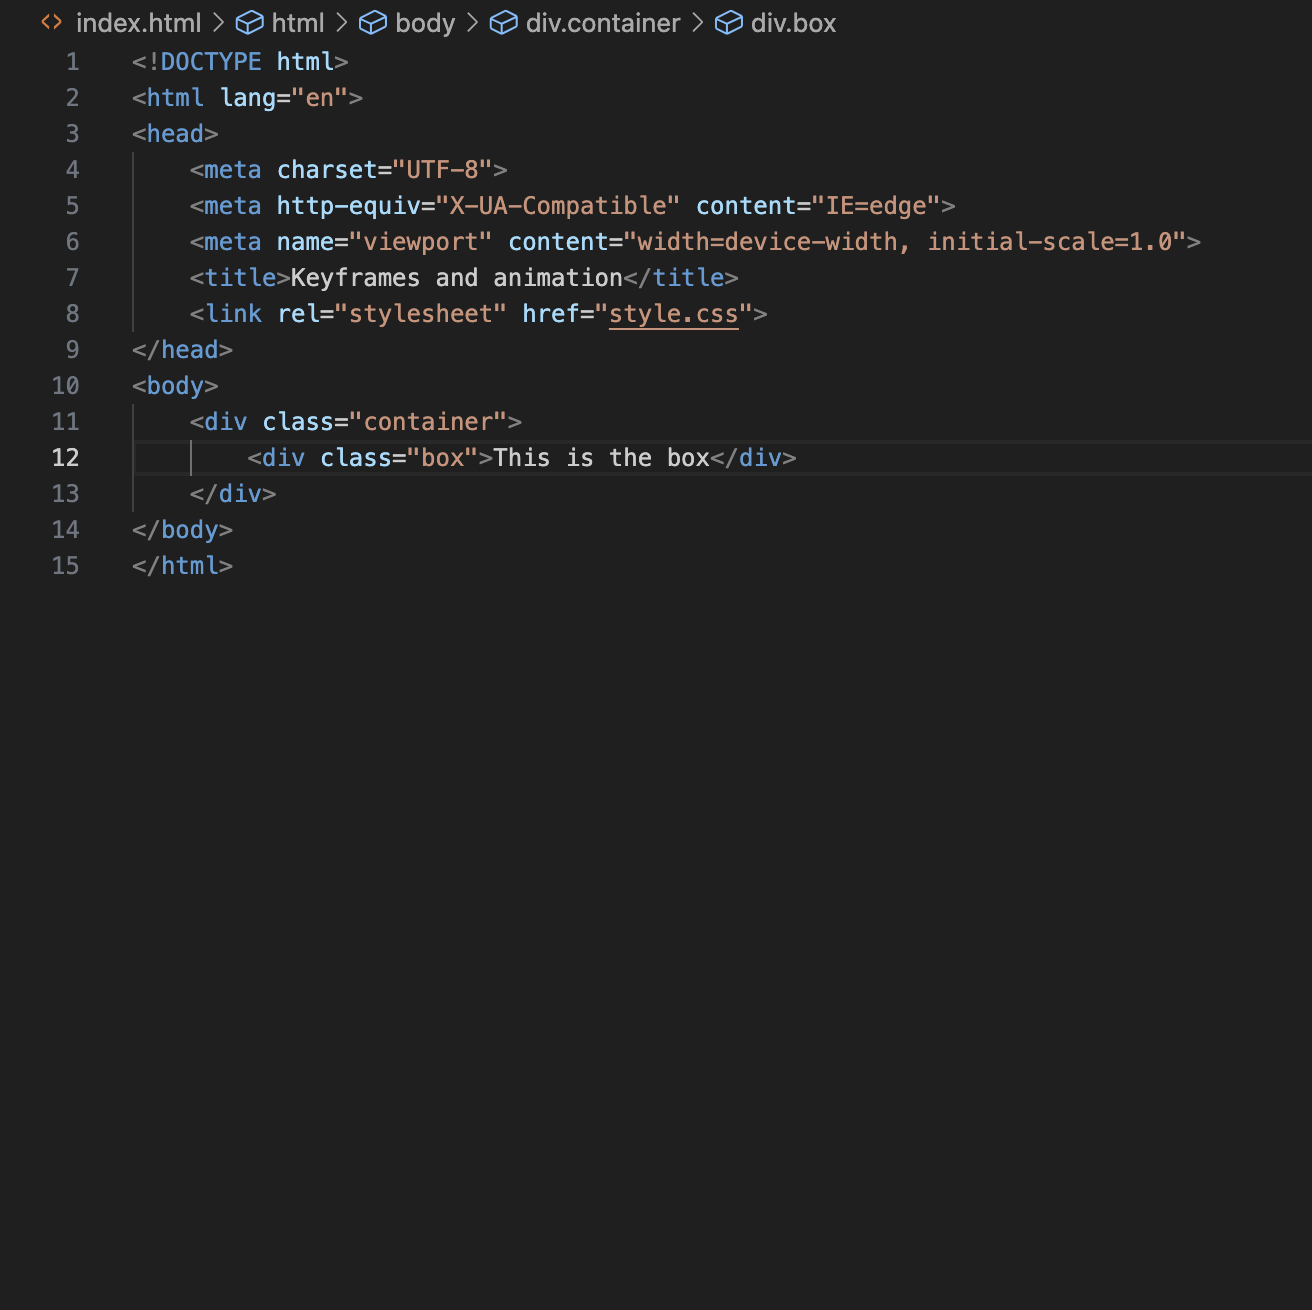 index.html > html > body > div.container > div.box
1 <!DOCTYPE html>
2 <html lang="en">
3 <head>
4     <meta charset="UTF-8">
5     <meta http-equiv="X-UA-Compatible" content="IE=edge">
6     <meta name="viewport" content="width=device-width, initial-scale=1.0">
7     <title>Keyframes and animation</title>
8     <link rel="stylesheet" href="style.css">
9 </head>
10 <body>
11     <div class="container">
12         <div class="box">This is the box</div>
13     </div>
14 </body>
15 </html>